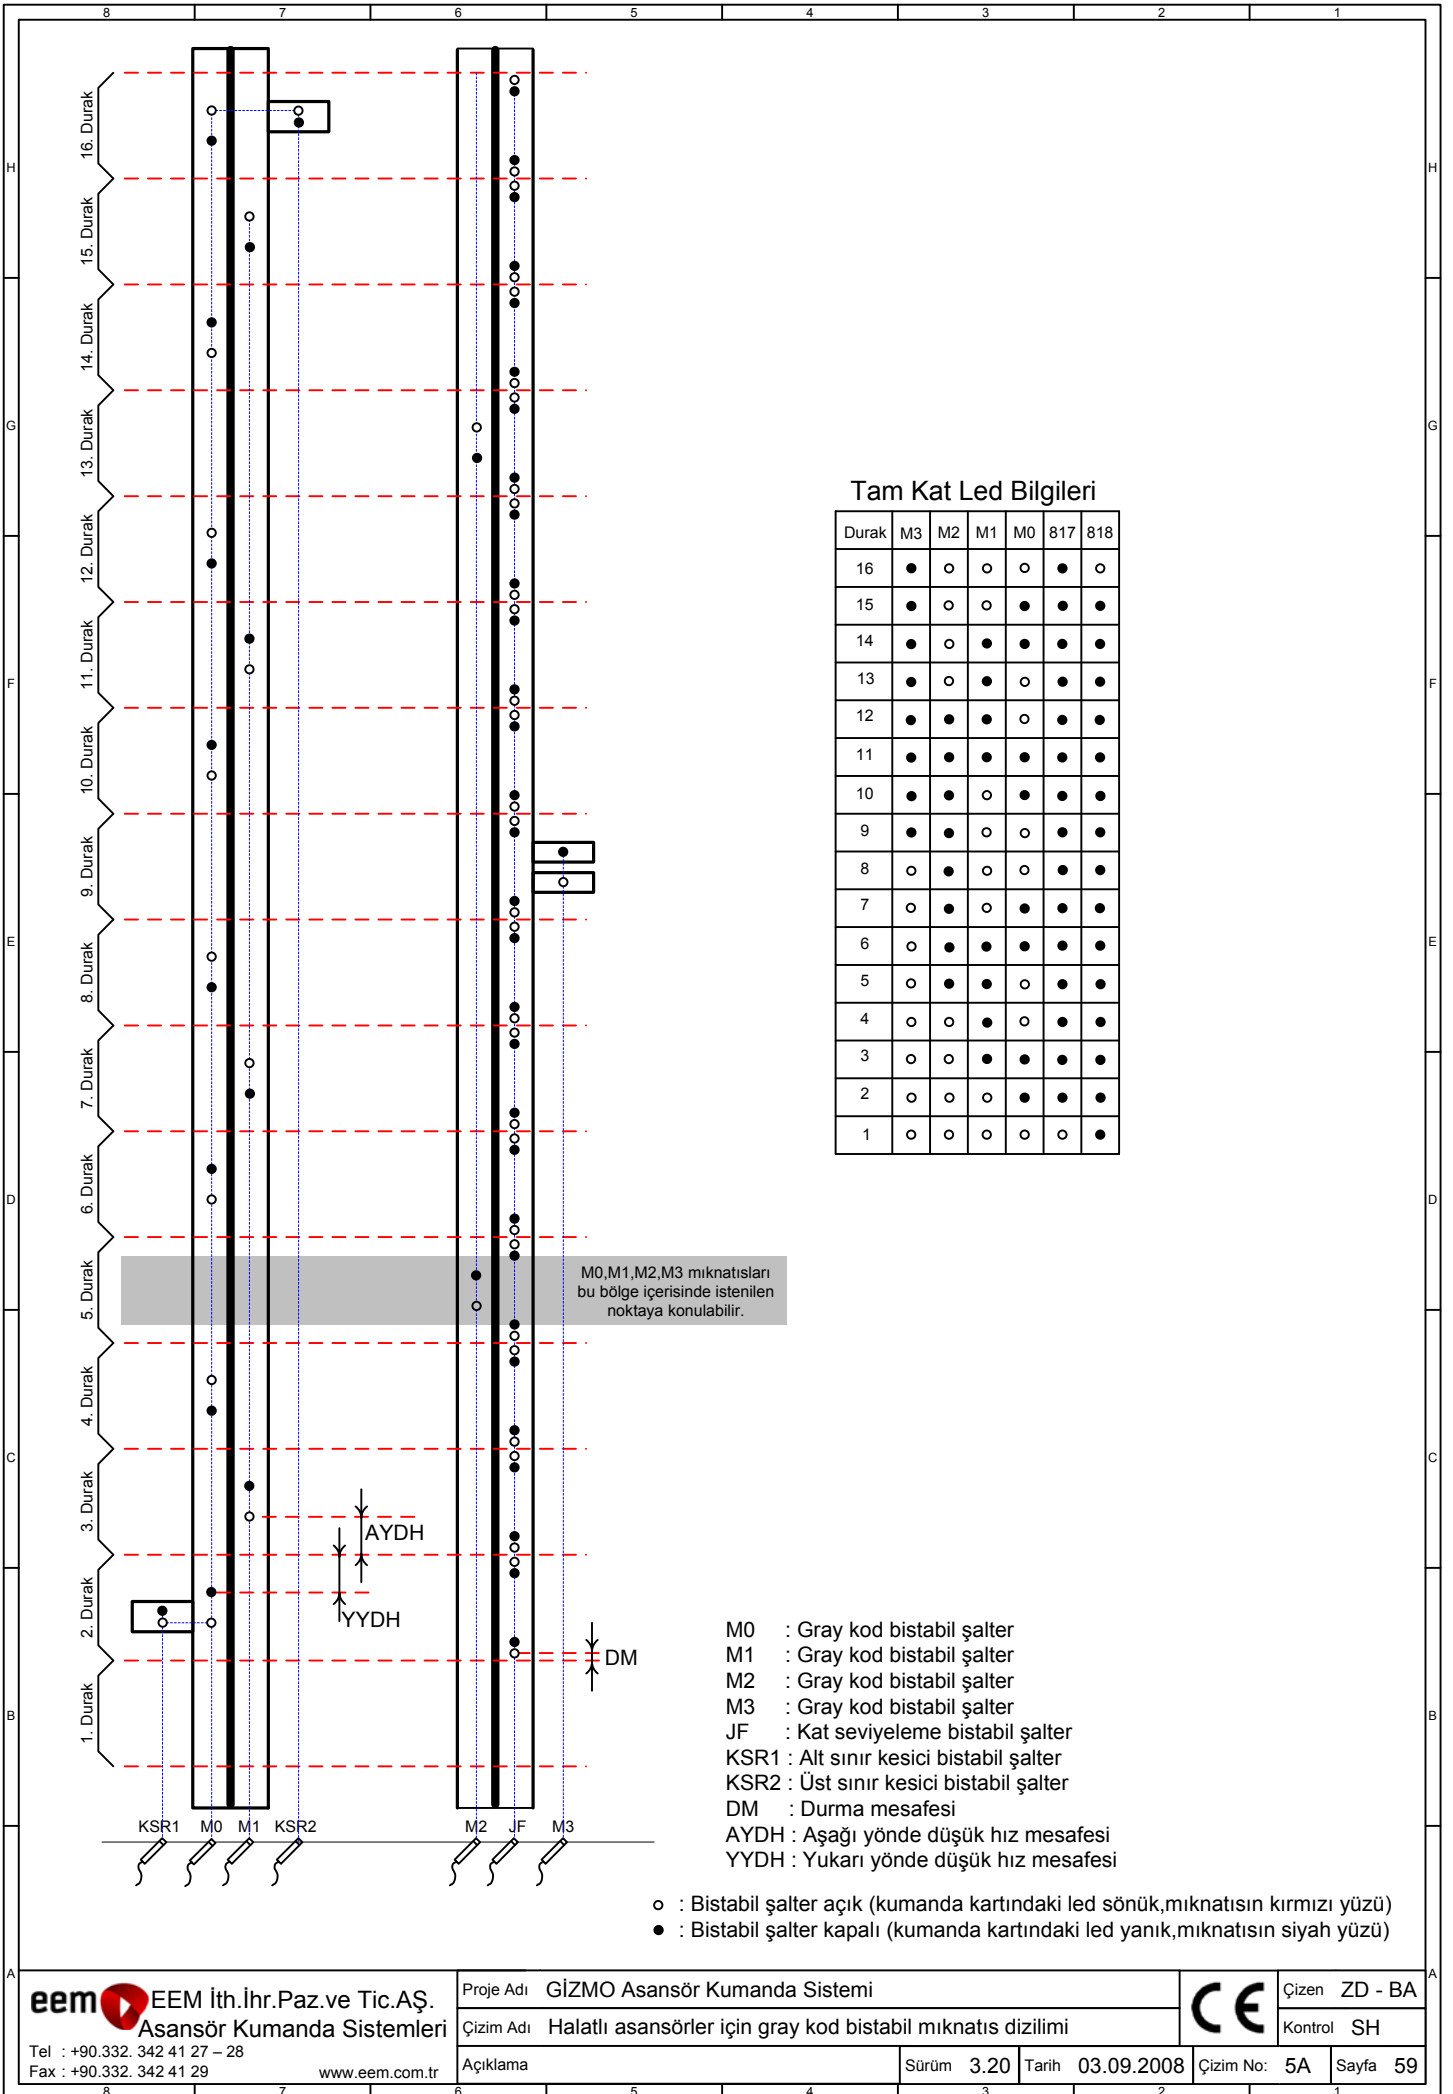 8 7 6 5 4 3 2 1
H H
G G
F F
E E
D D
C C
B B
A A
16. Durak
15. Durak
14. Durak
13. Durak
12. Durak
11. Durak
10. Durak
9. Durak
8. Durak
7. Durak
6. Durak
5. Durak
4. Durak
3. Durak
2. Durak
1. Durak
Tam Kat Led Bilgileri
Durak M3 M2 M1 M0 817 818
16 ● ○ ○ ○ ● ○
15 ● ○ ○ ● ● ●
14 ● ○ ● ● ● ●
13 ● ○ ● ○ ● ●
12 ● ● ● ○ ● ●
11 ● ● ● ● ● ●
10 ● ● ○ ● ● ●
9 ● ● ○ ○ ● ●
8 ○ ● ○ ○ ● ●
7 ○ ● ○ ● ● ●
6 ○ ● ● ● ● ●
5 ○ ● ● ○ ● ●
4 ○ ○ ● ○ ● ●
3 ○ ○ ● ● ● ●
2 ○ ○ ○ ● ● ●
1 ○ ○ ○ ○ ○ ●
M0,M1,M2,M3 mıknatısları
bu bölge içerisinde istenilen
noktaya konulabilir.
AYDH
YYDH
DM
KSR1 M0 M1 KSR2 M2 JF M3
M0 : Gray kod bistabil şalter
M1 : Gray kod bistabil şalter
M2 : Gray kod bistabil şalter
M3 : Gray kod bistabil şalter
JF : Kat seviyeleme bistabil şalter
KSR1 : Alt sınır kesici bistabil şalter
KSR2 : Üst sınır kesici bistabil şalter
DM : Durma mesafesi
AYDH : Aşağı yönde düşük hız mesafesi
YYDH : Yukarı yönde düşük hız mesafesi
○ : Bistabil şalter açık (kumanda kartındaki led sönük,mıknatısın kırmızı yüzü)
● : Bistabil şalter kapalı (kumanda kartındaki led yanık,mıknatısın siyah yüzü)
eem EEM İth.İhr.Paz.ve Tic.AŞ.
Asansör Kumanda Sistemleri
Tel : +90.332. 342 41 27 – 28
Fax : +90.332. 342 41 29 www.eem.com.tr
Proje Adı GİZMO Asansör Kumanda Sistemi
Çizim Adı Halatlı asansörler için gray kod bistabil mıknatıs dizilimi
CE
Çizen ZD - BA
Kontrol SH
Açıklama Sürüm 3.20 Tarih 03.09.2008 Çizim No: 5A Sayfa 59
8 7 6 5 4 3 2 1